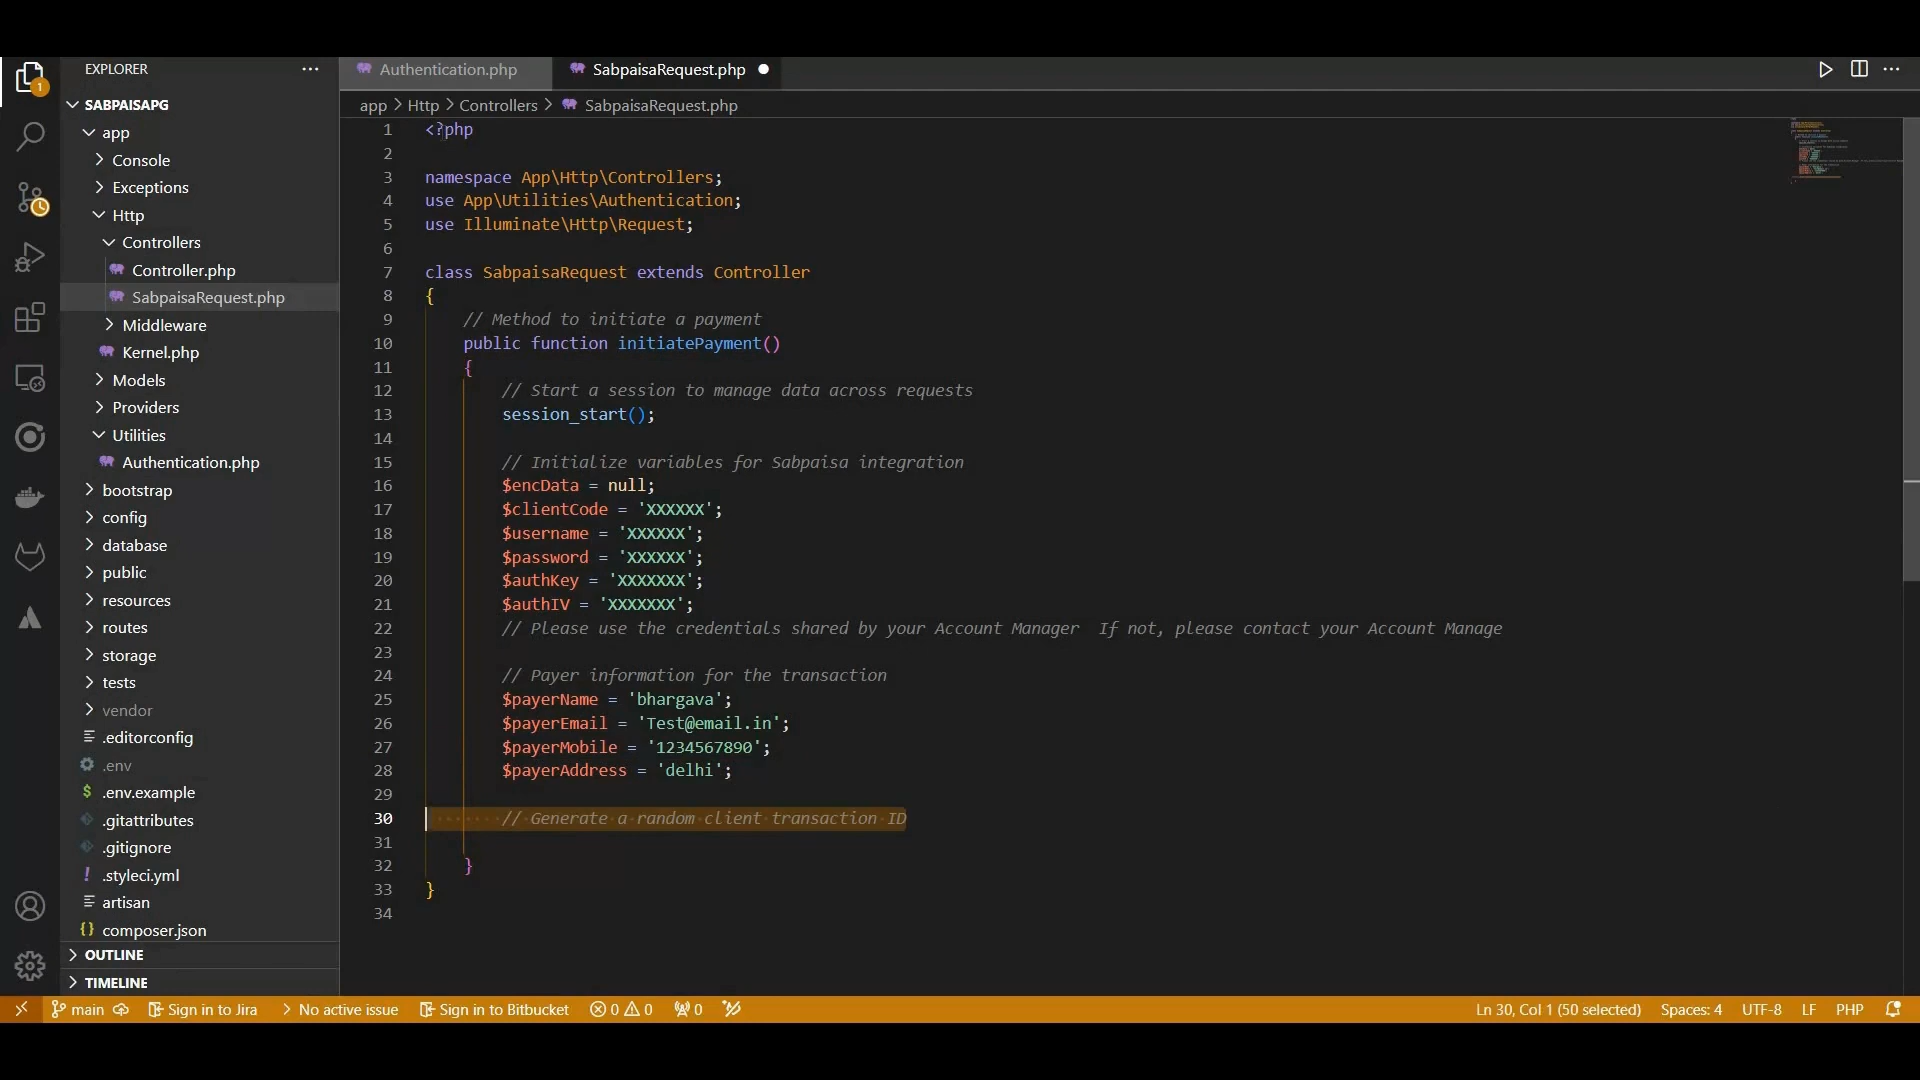 EXPLORER
Authentication.php
SabpaisaRequest.php
1
SABPAISAPG
app
Console
Exceptions
Http
Controllers
Controller.php
SabpaisaRequest.php
Middleware
Kernel.php
Models
Providers
Utilities
Authentication.php
bootstrap
config
database
public
resources
routes
storage
tests
vendor
.editorconfig
.env
.env.example
.gitattributes
.gitignore
.styleci.yml
artisan
composer.json
OUTLINE
TIMELINE
app > Http > Controllers > SabpaisaRequest.php
1 <?php
2
3 namespace App\Http\Controllers;
4 use App\Utilities\Authentication;
5 use Illuminate\Http\Request;
6
7 class SabpaisaRequest extends Controller
8 {
9 // Method to initiate a payment
10 public function initiatePayment()
11 {
12 // Start a session to manage data across requests
13 session_start();
14
15 // Initialize variables for Sabpaisa integration
16 $encData = null;
17 $clientCode = 'XXXXXX';
18 $username = 'XXXXXX';
19 $password = 'XXXXXX';
20 $authKey = 'XXXXXXX';
21 $authIV = 'XXXXXXX';
22 // Please use the credentials shared by your Account Manager  If not, please contact your Account Manage
23
24 // Payer information for the transaction
25 $payerName = 'bhargava';
26 $payerEmail = 'Test@email.in';
27 $payerMobile = '1234567890';
28 $payerAddress = 'delhi';
29
30 // Generate a random client transaction ID
31
32 }
33 }
34
main Sign in to Jira > No active issue Sign in to Bitbucket 0 0 0 Ln 30, Col 1 (50 selected) Spaces: 4 UTF-8 LF PHP